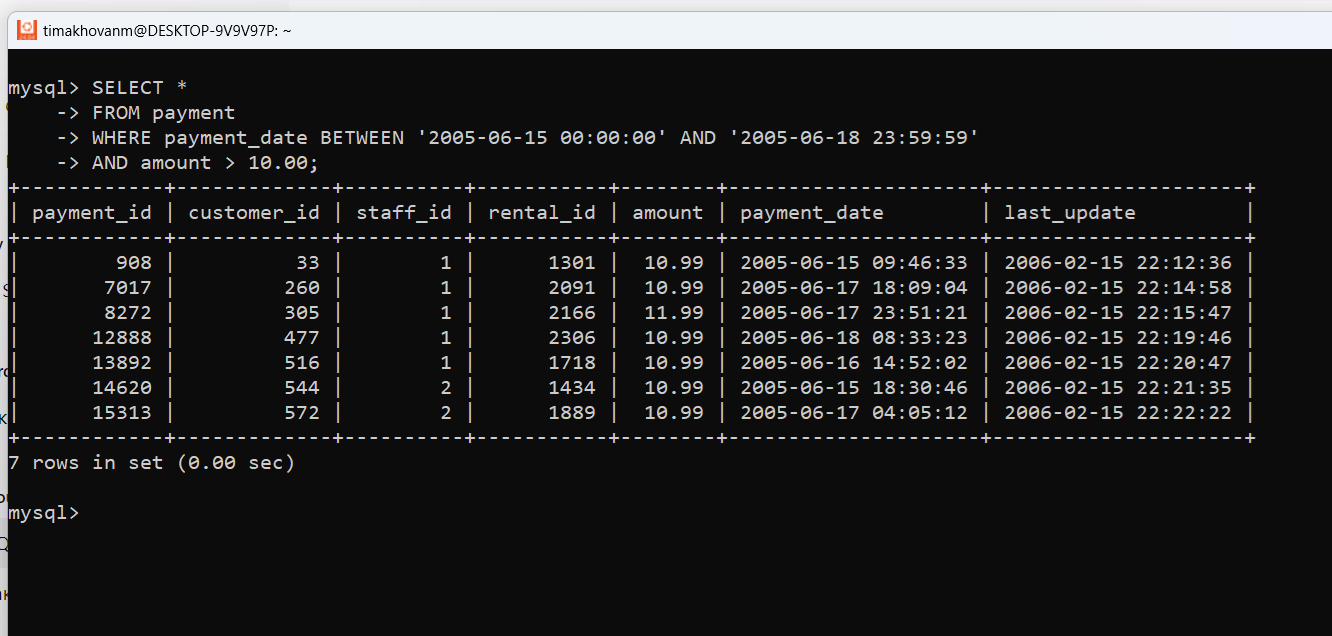 timakhovanm@DESKTOP-9V9V97P: ~
mysql> SELECT *
    -> FROM payment
    -> WHERE payment_date BETWEEN '2005-06-15 00:00:00' AND '2005-06-18 23:59:59'
    -> AND amount > 10.00;
+------------+-------------+----------+-----------+--------+---------------------+---------------------+
| payment_id | customer_id | staff_id | rental_id | amount | payment_date        | last_update         |
+------------+-------------+----------+-----------+--------+---------------------+---------------------+
|        908 |          33 |        1 |      1301 |  10.99 | 2005-06-15 09:46:33 | 2006-02-15 22:12:36 |
|       7017 |         260 |        1 |      2091 |  10.99 | 2005-06-17 18:09:04 | 2006-02-15 22:14:58 |
|       8272 |         305 |        1 |      2166 |  11.99 | 2005-06-17 23:51:21 | 2006-02-15 22:15:47 |
|      12888 |         477 |        1 |      2306 |  10.99 | 2005-06-18 08:33:23 | 2006-02-15 22:19:46 |
|      13892 |         516 |        1 |      1718 |  10.99 | 2005-06-16 14:52:02 | 2006-02-15 22:20:47 |
|      14620 |         544 |        2 |      1434 |  10.99 | 2005-06-15 18:30:46 | 2006-02-15 22:21:35 |
|      15313 |         572 |        2 |      1889 |  10.99 | 2005-06-17 04:05:12 | 2006-02-15 22:22:22 |
+------------+-------------+----------+-----------+--------+---------------------+---------------------+
7 rows in set (0.00 sec)
mysql>